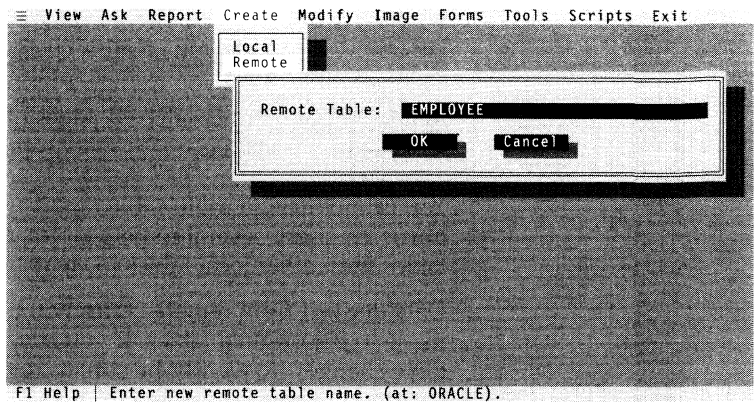 ≡ View Ask Report Create Modify Image Forms Tools Scripts Exit
Local
Remote
Remote Table: EMPLOYEE
OK Cancel
F1 Help | Enter new remote table name. (at: ORACLE).